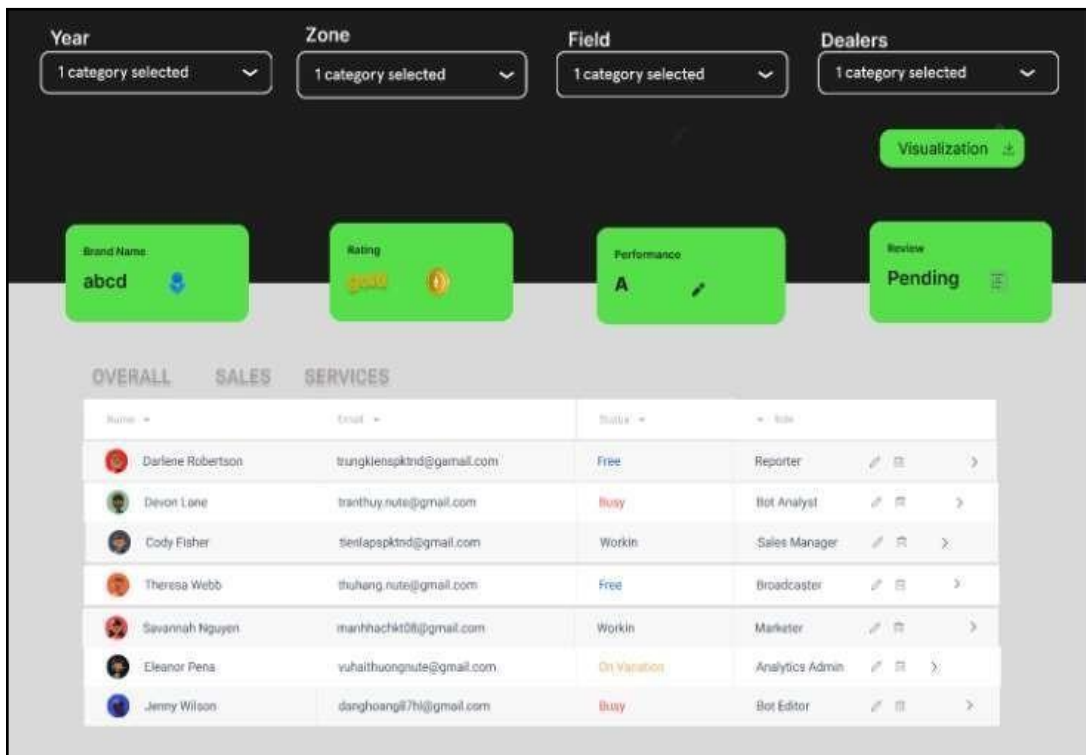 Year Zone Field Dealers
1 category selected 1 category selected 1 category selected 1 category selected
Visualization
Brand Name Rating Performance Review
abcd gold A Pending
OVERALL SALES SERVICES
Name Email Status Role
Darlene Robertson trungkienspktnd@gamail.com Free Reporter
Devon Lane tranthuy.nute@gmail.com Busy Bot Analyst
Cody Fisher tienlapspktnd@gmail.com Workin Sales Manager
Theresa Webb thuhang.nute@gmail.com Free Broadcaster
Savannah Nguyen manhhachkt08@gmail.com Workin Marketer
Eleanor Pena vuhaithuongnute@gmail.com On Vanation Analytics Admin
Jenny Wilson danghoang87hl@gmail.com Busy Bot Editor